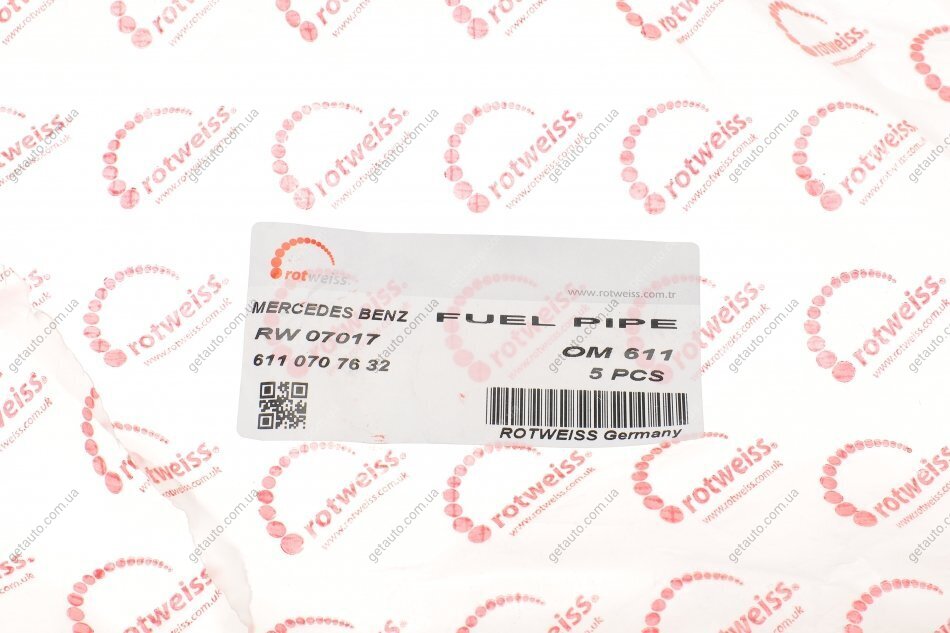 rotweiss
www.rotweiss.com.tr
MERCEDES BENZ
FUEL PIPE
RW 07017
OM 611
611 070 76 32
5 PCS
ROTWEISS Germany
rotweiss
www.rotweiss.com.uk
getauto.com.ua